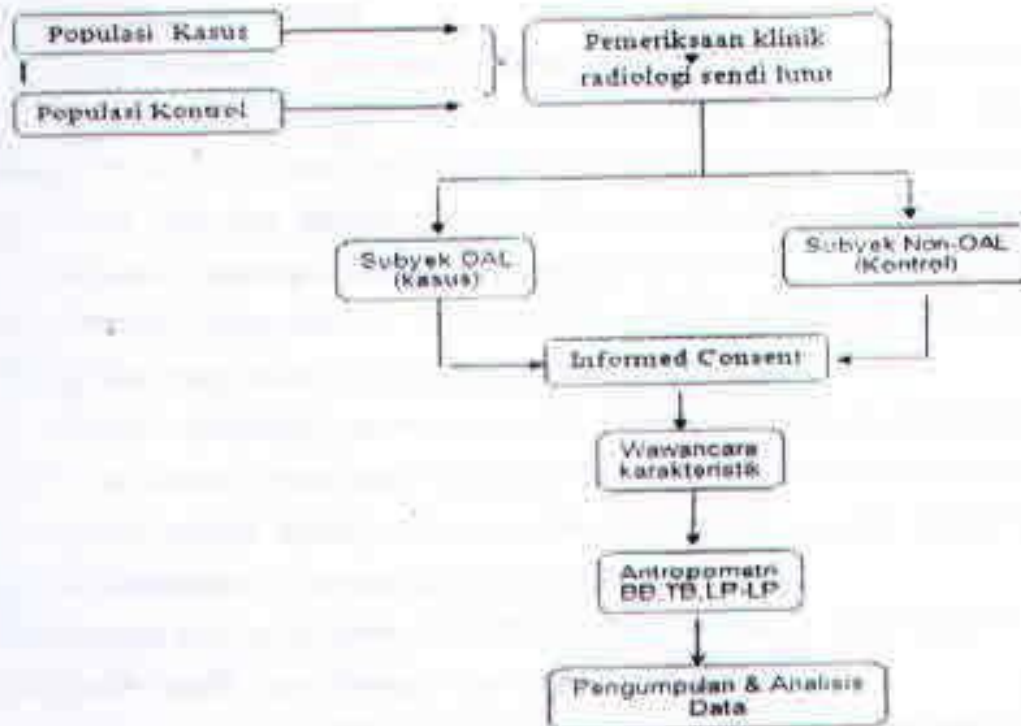 Populasi Kasus
Populasi Kontrol
Pemeriksaan klinik
radiologi sendi lutut
Subyek OAL
(kasus)
Subyek Non-OAL
(Kontrol)
Informed Consent
Wawancara
karakteristik
Antropometri
BB,TB,LP-LP
Pengumpulan & Analisis
Data